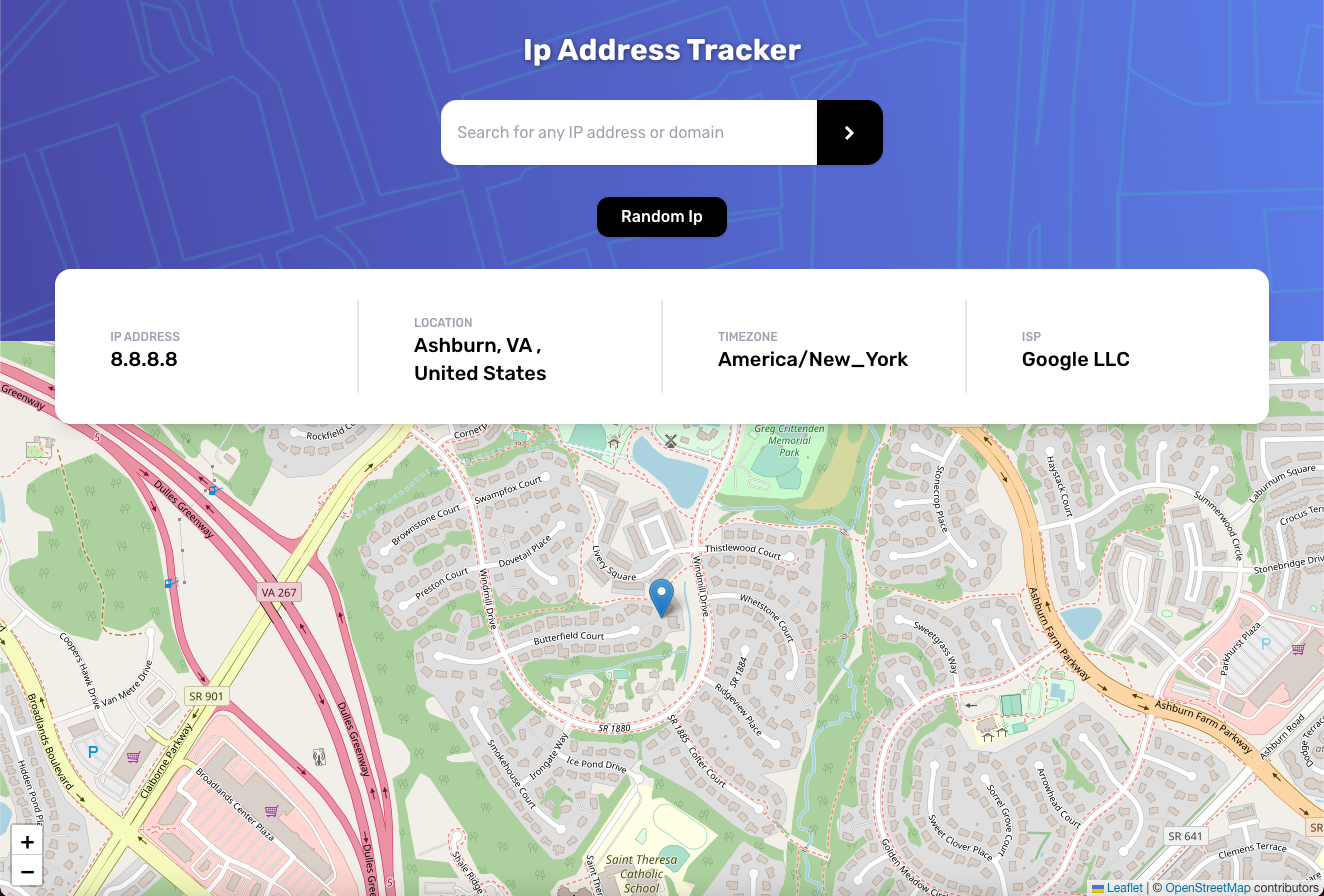 Ip Address Tracker
Search for any IP address or domain
Random Ip
IP ADDRESS
8.8.8.8
LOCATION
Ashburn, VA ,
United States
TIMEZONE
America/New_York
ISP
Google LLC
Greenway
5
Rockfield
Greg Crittenden
Memorial
Park
Swampfox Court
Stonecrop Place
Haystack Court
Laburnum Square
Summerwood Circle
Dulles Greenway
Brownstone Court
Dovetail Place
Livery Square
Thistlewood Court
Stonebridge
Preston Court
Windmill Drive
Windmill Drive
VA 267
Whetstone Court
Ashburn Farm Parkway
Butterfield Court
Sweetgrass Way
Parkhurst Plaza
P
Coopers Hawk Drive
Van Metre Drive
SR 1884
SR 901
Ridgeview Place
Broadlands Boulevard
Dulles Greenway
SR 1880
SR 1885
Ashburn Farm Parkway
Ashburn Road
P
Claiborne Parkway
Smokehouse Court
Irongate Way
Ice Pond Drive
Colter Court
Hidden Pond
Broadlands Center Plaza
Sorrel Grove Court
Arrowhead Court
Sweet Clover Place
SR 641
SR
+
−
Dulles
5
Shale Ridge
Saint
Saint Theresa
Catholic
School
Golden Meadow
Clemens Terrace
Leaflet | © OpenStreetMap contributors